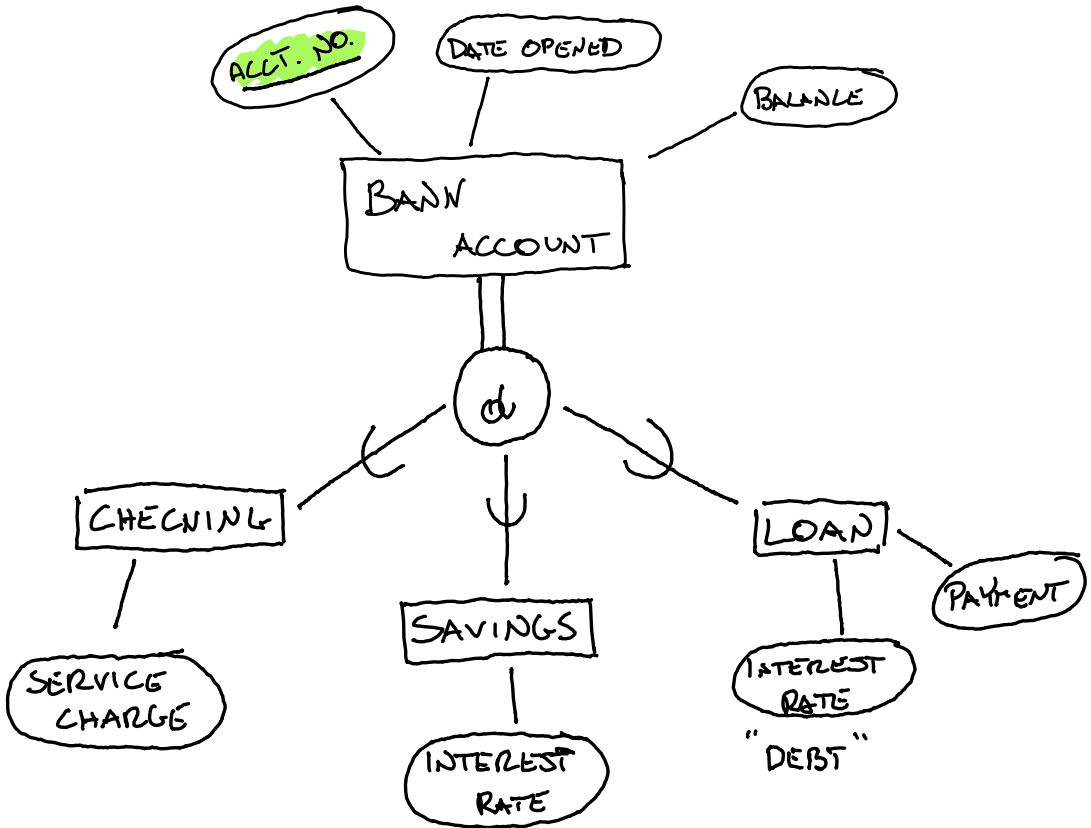 ACCT. NO.
DATE OPENED
BALANCE
BANK
ACCOUNT
d
CHECKING
LOAN
PAYMENT
SAVINGS
SERVICE
CHARGE
INTEREST
RATE
"DEBT"
INTEREST
RATE